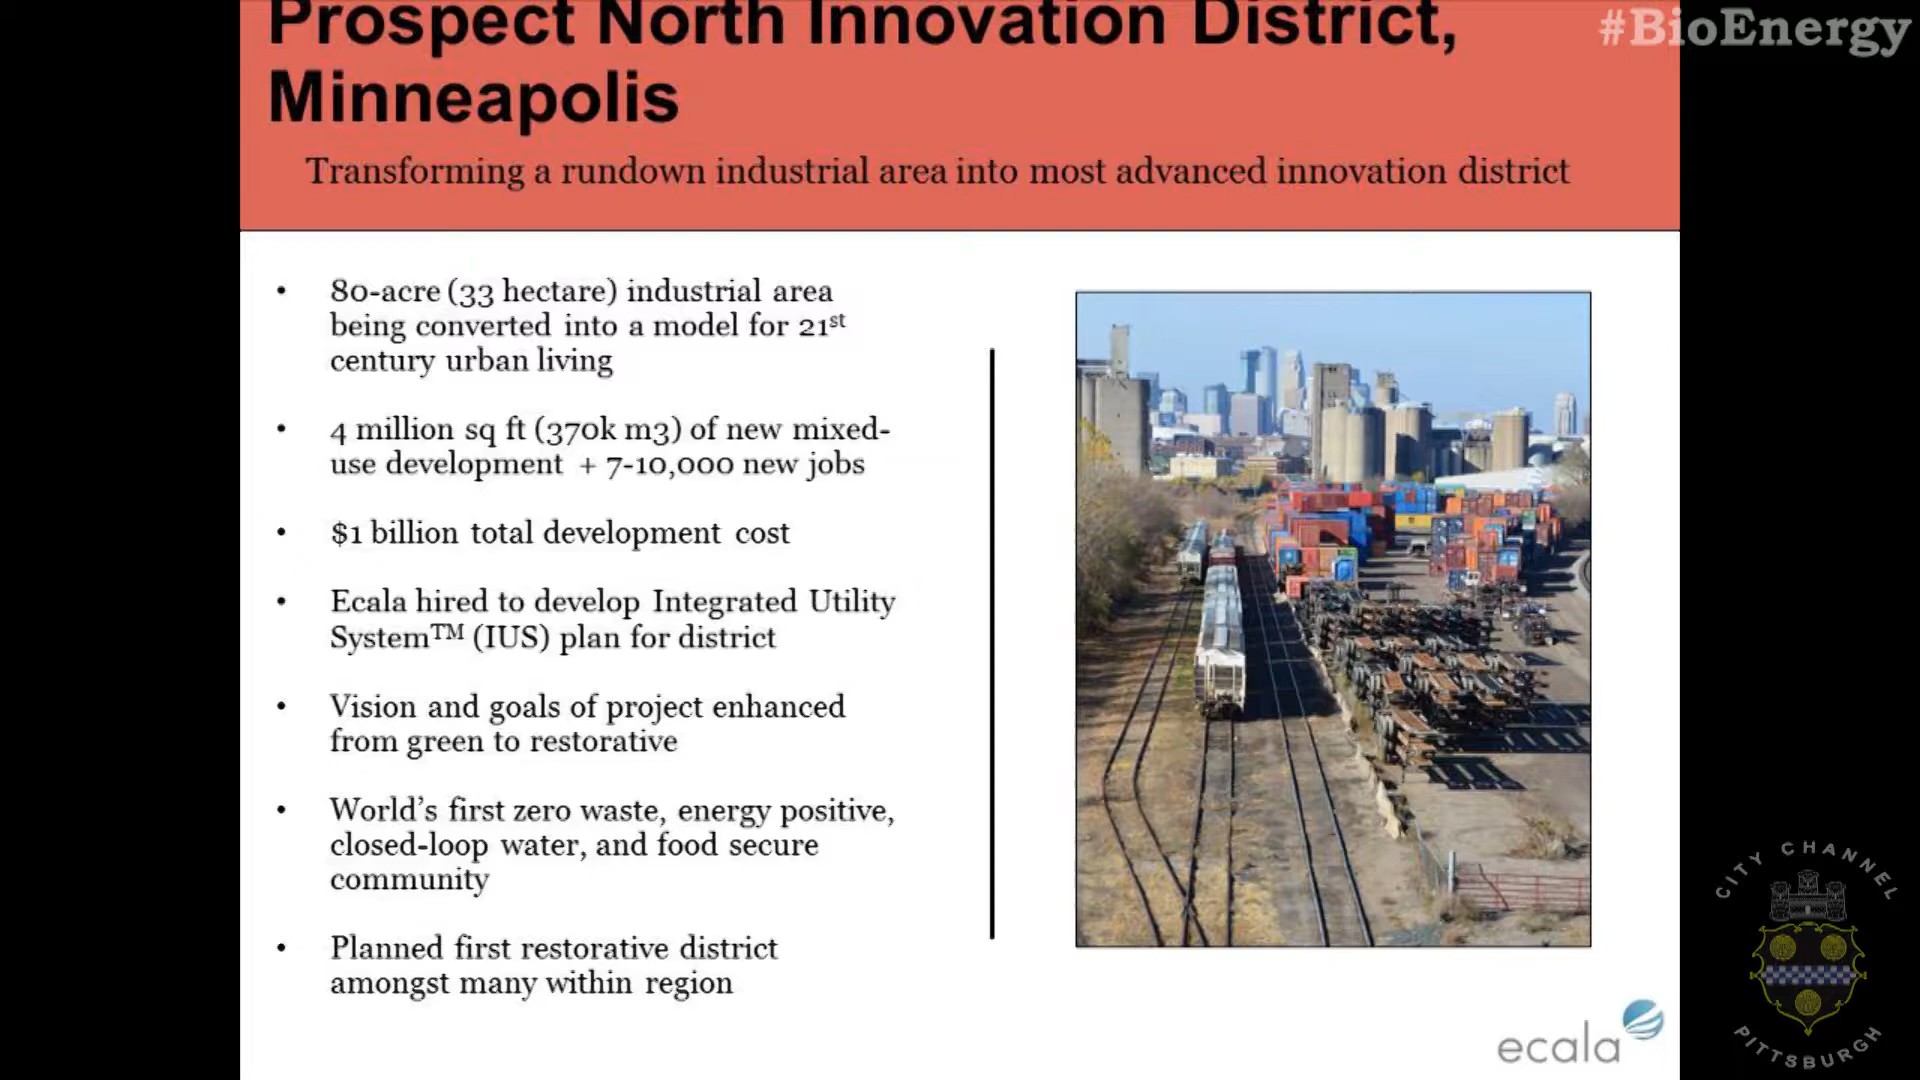 Prospect North Innovation District,
Minneapolis
#BioEnergy
Transforming a rundown industrial area into most advanced innovation district
• 80-acre (33 hectare) industrial area
being converted into a model for 21st
century urban living
• 4 million sq ft (370k m3) of new mixed-
use development + 7-10,000 new jobs
• $1 billion total development cost
• Ecala hired to develop Integrated Utility
System™ (IUS) plan for district
• Vision and goals of project enhanced
from green to restorative
• World's first zero waste, energy positive,
closed-loop water, and food secure
community
• Planned first restorative district
amongst many within region
ecala
CITY CHANNEL
PITTSBURGH